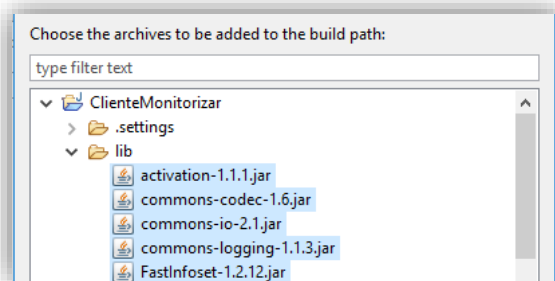 Choose the archives to be added to the build path:
type filter text
ClienteMonitorizar
.settings
lib
activation-1.1.1.jar
commons-codec-1.6.jar
commons-io-2.1.jar
commons-logging-1.1.3.jar
FastInfoset-1.2.12.jar